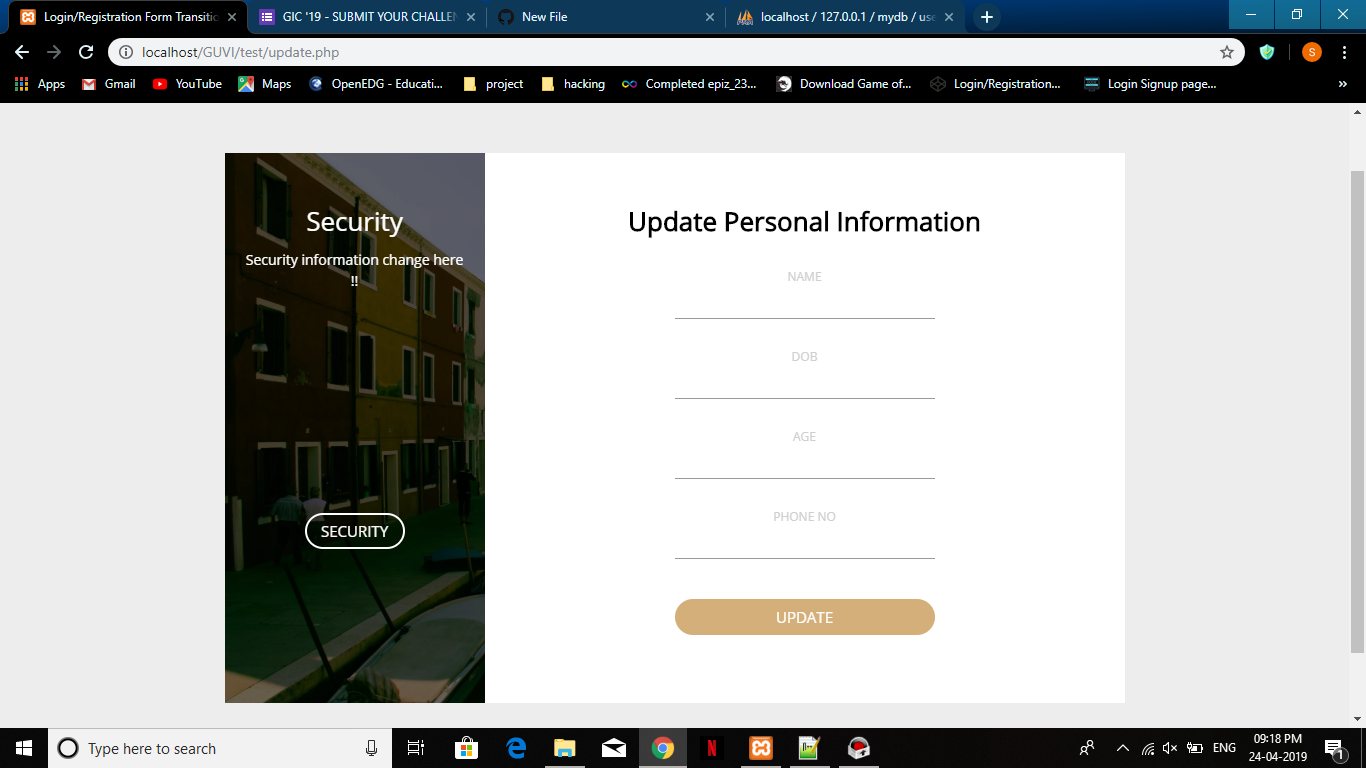 Login/Registration Form Transitio
GIC '19 - SUBMIT YOUR CHALLEN
New File
localhost / 127.0.0.1 / mydb / use
localhost/GUVI/test/update.php
S
Apps
Gmail
YouTube
Maps
OpenEDG - Educati...
project
hacking
Completed epiz_23...
Download Game of...
Login/Registration...
Login Signup page...
»
Security
Security information change here
!!
SECURITY
Update Personal Information
NAME
DOB
AGE
PHONE NO
UPDATE
Type here to search
N
ENG
09:18 PM
24-04-2019
1